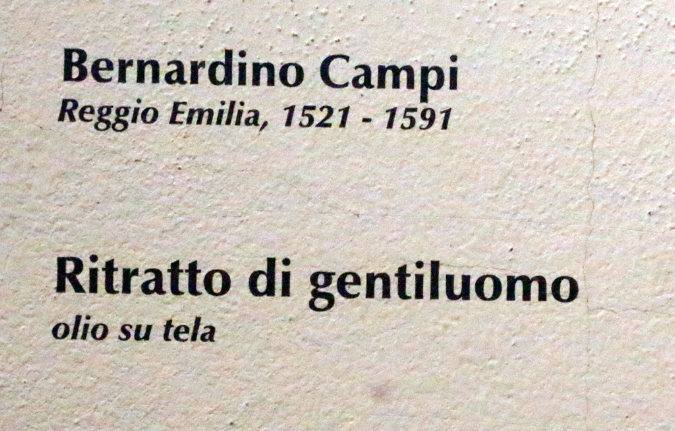 Bernardino Campi
Reggio Emilia, 1521 - 1591
Ritratto di gentiluomo
olio su tela